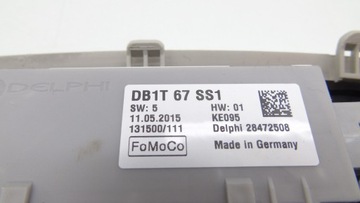 DELPHI
DB1T 67 SS1
SW: 5 HW: 01
11.05.2015 KE095
131500/111 Delphi 28472508
FoMoCo Made in Germany